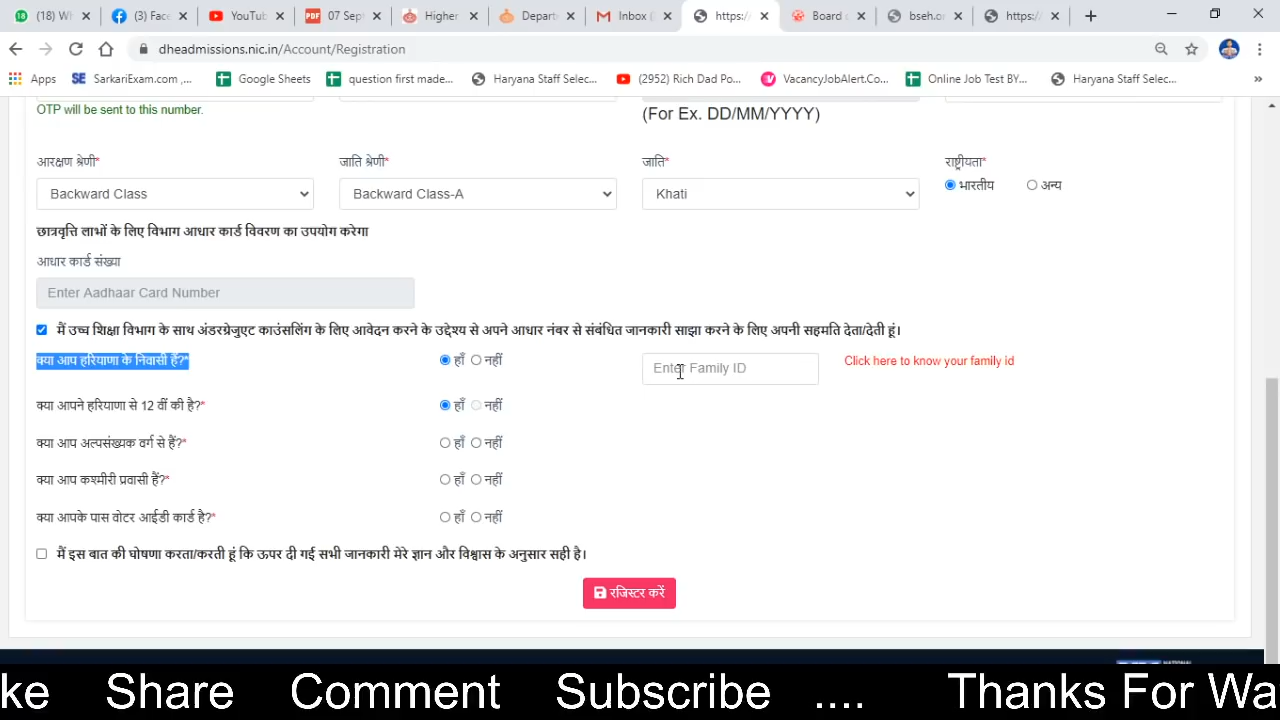 (18) W
(3) Face
YouTub
07 Sep
Highe
Depar
Inbox (
https:/
Board
bseh.or
https:/
dheadmissions.nic.in/Account/Registration
Apps
SarkariExam.com ,...
Google Sheets
question first made...
Haryana Staff Selec...
(2952) Rich Dad Po...
VacancyJobAlert.Co...
Online Job Test BY...
Haryana Staff Selec...
»
OTP will be sent to this number.
(For Ex. DD/MM/YYYY)
आरक्षण श्रेणी*
जाति श्रेणी*
जाति*
राष्ट्रीयता*
Backward Class
Backward Class-A
Khati
भारतीय
अन्य
छात्रवृत्ति लाभों के लिए विभाग आधार कार्ड विवरण का उपयोग करेगा
आधार कार्ड संख्या
Enter Aadhaar Card Number
मैं उच्च शिक्षा विभाग के साथ अंडरग्रेजुएट काउंसलिंग के लिए आवेदन करने के उद्देश्य से अपने आधार नंबर से संबंधित जानकारी साझा करने के लिए अपनी सहमति देता/देती हूं।
क्या आप हरियाणा के निवासी हैं?* हाँ नहीं
Enter Family ID
Click here to know your family id
क्या आपने हरियाणा से 12 वीं की है?* हाँ नहीं
क्या आप अल्पसंख्यक वर्ग से हैं?* हाँ नहीं
क्या आप कश्मीरी प्रवासी हैं?* हाँ नहीं
क्या आपके पास वोटर आईडी कार्ड है?* हाँ नहीं
मैं इस बात की घोषणा करता/करती हूं कि ऊपर दी गई सभी जानकारी मेरे ज्ञान और विश्वास के अनुसार सही है।
रजिस्टर करें
ke Share Comment Subscribe .... Thanks For Wa